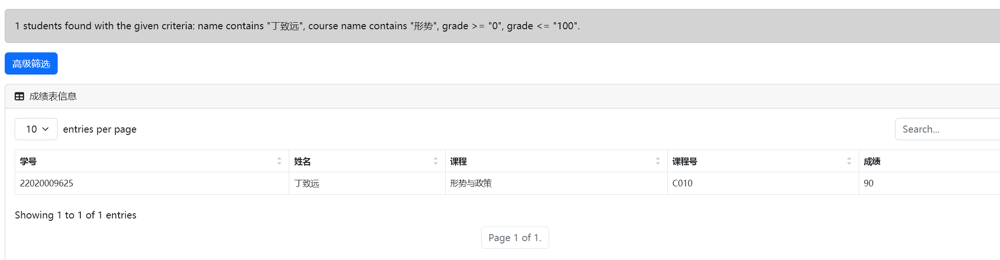 1 students found with the given criteria: name contains "丁致远", course name contains "形势", grade >= "0", grade <= "100".
高级筛选
成绩表信息
10 entries per page
Search...
学号 姓名 课程 课程号 成绩
22020009625 丁致远 形势与政策 C010 90
Showing 1 to 1 of 1 entries
Page 1 of 1.